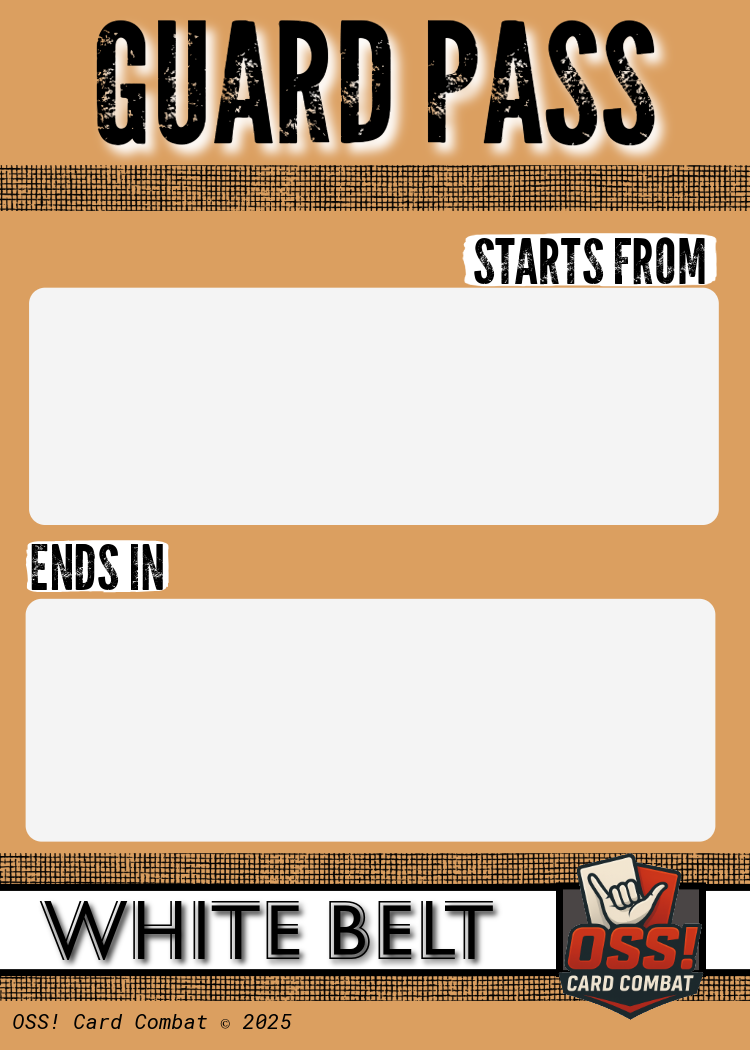 GUARD PASS
STARTS FROM
ENDS IN
WHITE BELT
OSS!
CARD COMBAT
OSS! Card Combat © 2025